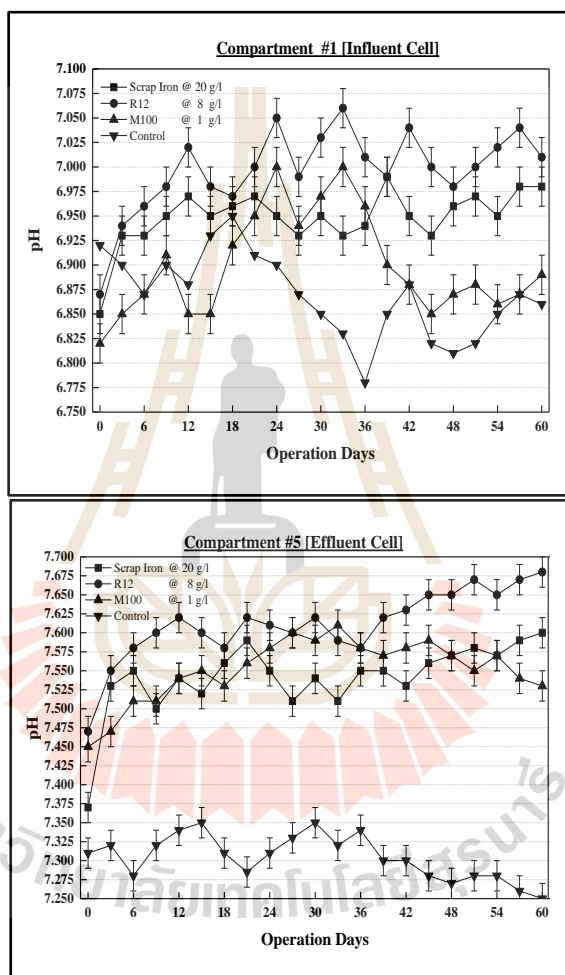 Compartment #1 [Influent Cell]
7.100
7.075
7.050
7.025
7.000
6.975
6.950
6.925
6.900
6.875
6.850
6.825
6.800
6.775
6.750
pH
Scrap Iron @ 20 g/l
R12 @ 8 g/l
M100 @ 1 g/l
Control
0 6 12 18 24 30 36 42 48 54 60
Operation Days
Compartment #5 [Effluent Cell]
7.700
7.675
7.650
7.625
7.600
7.575
7.550
7.525
7.500
7.475
7.450
7.425
7.400
7.375
7.350
7.325
7.300
7.275
7.250
pH
Scrap Iron @ 20 g/l
R12 @ 8 g/l
M100 @ 1 g/l
Control
0 6 12 18 24 30 36 42 48 54 60
Operation Days